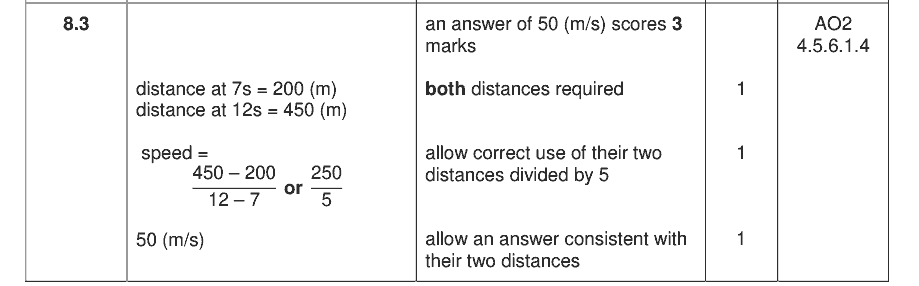 8.3
an answer of 50 (m/s) scores 3
marks
AO2
4.5.6.1.4
distance at 7s = 200 (m)
distance at 12s = 450 (m)
both distances required
1
speed =
450 – 200
12 – 7
or
250
5
allow correct use of their two
distances divided by 5
1
50 (m/s)
allow an answer consistent with
their two distances
1